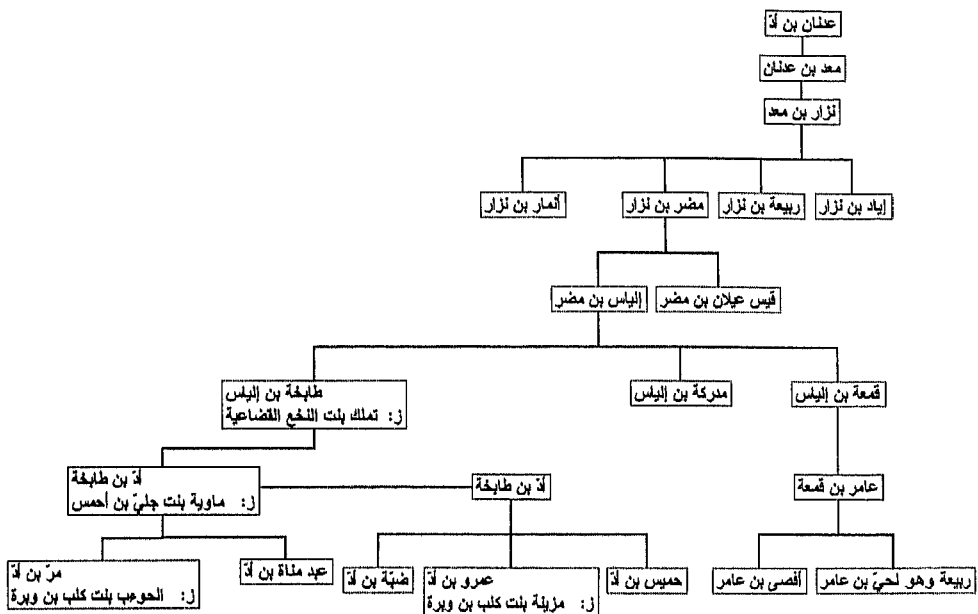 عدنان بن أدّ
معد بن عدنان
نزار بن معد
إياد بن نزار
ربيعة بن نزار
مضر بن نزار
أنمار بن نزار
قيس عيلان بن مضر
إلياس بن مضر
قمعة بن إلياس
مدركة بن إلياس
طابخة بن إلياس
ز: تملك بنت النخع القضاعية
عامر بن قمعة
أدّ بن طابخة
أدّ بن طابخة
ز: ماوية بنت جليّ بن أحمس
ربيعة وهو لحيّ بن عامر
أفصى بن عامر
حميس بن أدّ
عمرو بن أدّ
ز: مزينة بنت كلب بن وبرة
ضبّة بن أدّ
عبد مناة بن أدّ
مرّ بن أدّ
ز: الحوءب بنت كلب بن وبرة